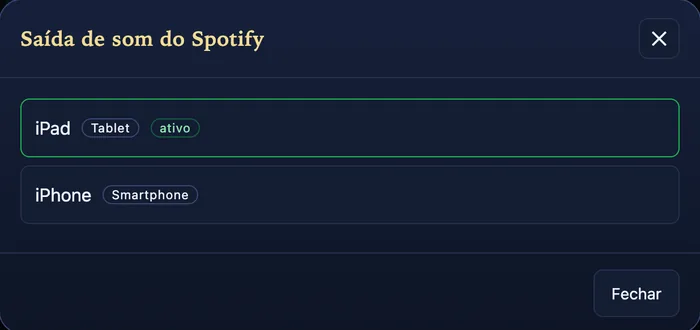 Saída de som do Spotify
iPad Tablet ativo
iPhone Smartphone
Fechar